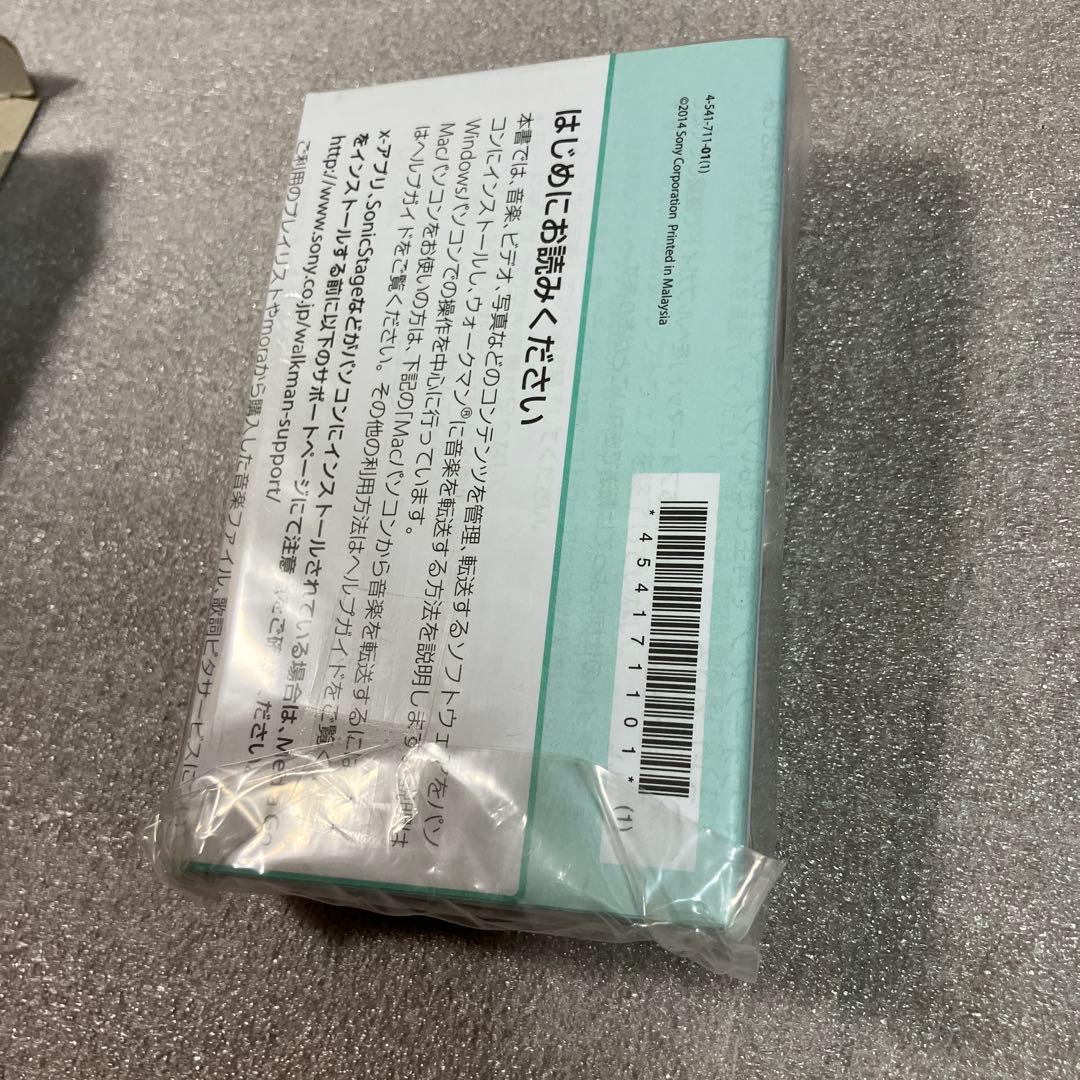 4-541-711-01(1)
©2014 Sony Corporation Printed in Malaysia
*454171101*
(1)
はじめにお読みください
本書では、音楽、ビデオ、写真などのコンテンツを管理、転送するソフトウェアをパソ
コンにインストールし、ウォークマン®に音楽を転送する方法を説明します。
Windowsパソコンでの操作を中心に行っています。
Macパソコンをお使いの方は、下記の「Macパソコンから音楽を転送するには
はヘルプガイドをご覧ください。その他の利用方法はヘルプガイドをご覧く
x-アプリ、SonicStageなどがパソコンにインストールされている場合は、Media Go
をインストールする前に以下のサポートページにて注意 をご ください
http://www.sony.co.jp/walkman-support/
ご利用のプレイリストやmoraから購入した音楽ファイル、歌詞ピタサービスに